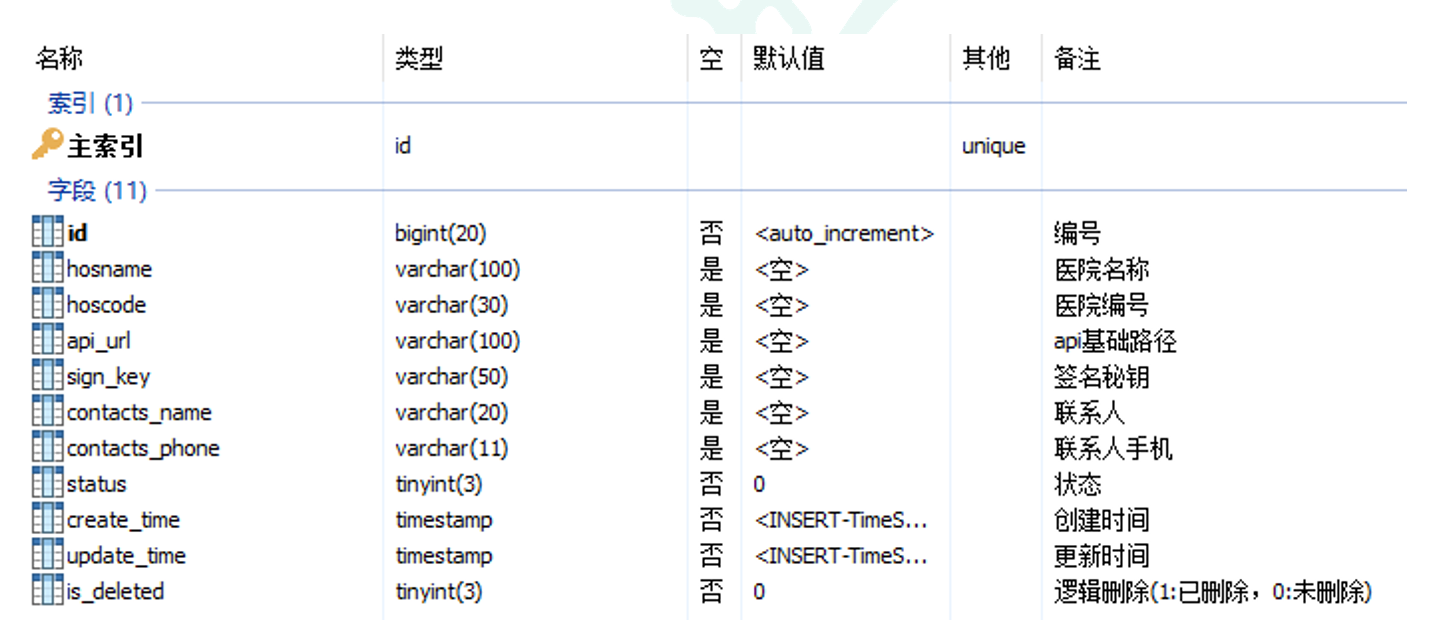 名称 类型 空 默认值 其他 备注
索引 (1)
主索引 id unique
字段 (11)
id bigint(20) 否 <auto_increment> 编号
hosname varchar(100) 是 <空> 医院名称
hoscode varchar(30) 是 <空> 医院编号
api_url varchar(100) 是 <空> api基础路径
sign_key varchar(50) 是 <空> 签名秘钥
contacts_name varchar(20) 是 <空> 联系人
contacts_phone varchar(11) 是 <空> 联系人手机
status tinyint(3) 否 0 状态
create_time timestamp 否 <INSERT-TimeS... 创建时间
update_time timestamp 否 <INSERT-TimeS... 更新时间
is_deleted tinyint(3) 否 0 逻辑删除(1:已删除，0:未删除)